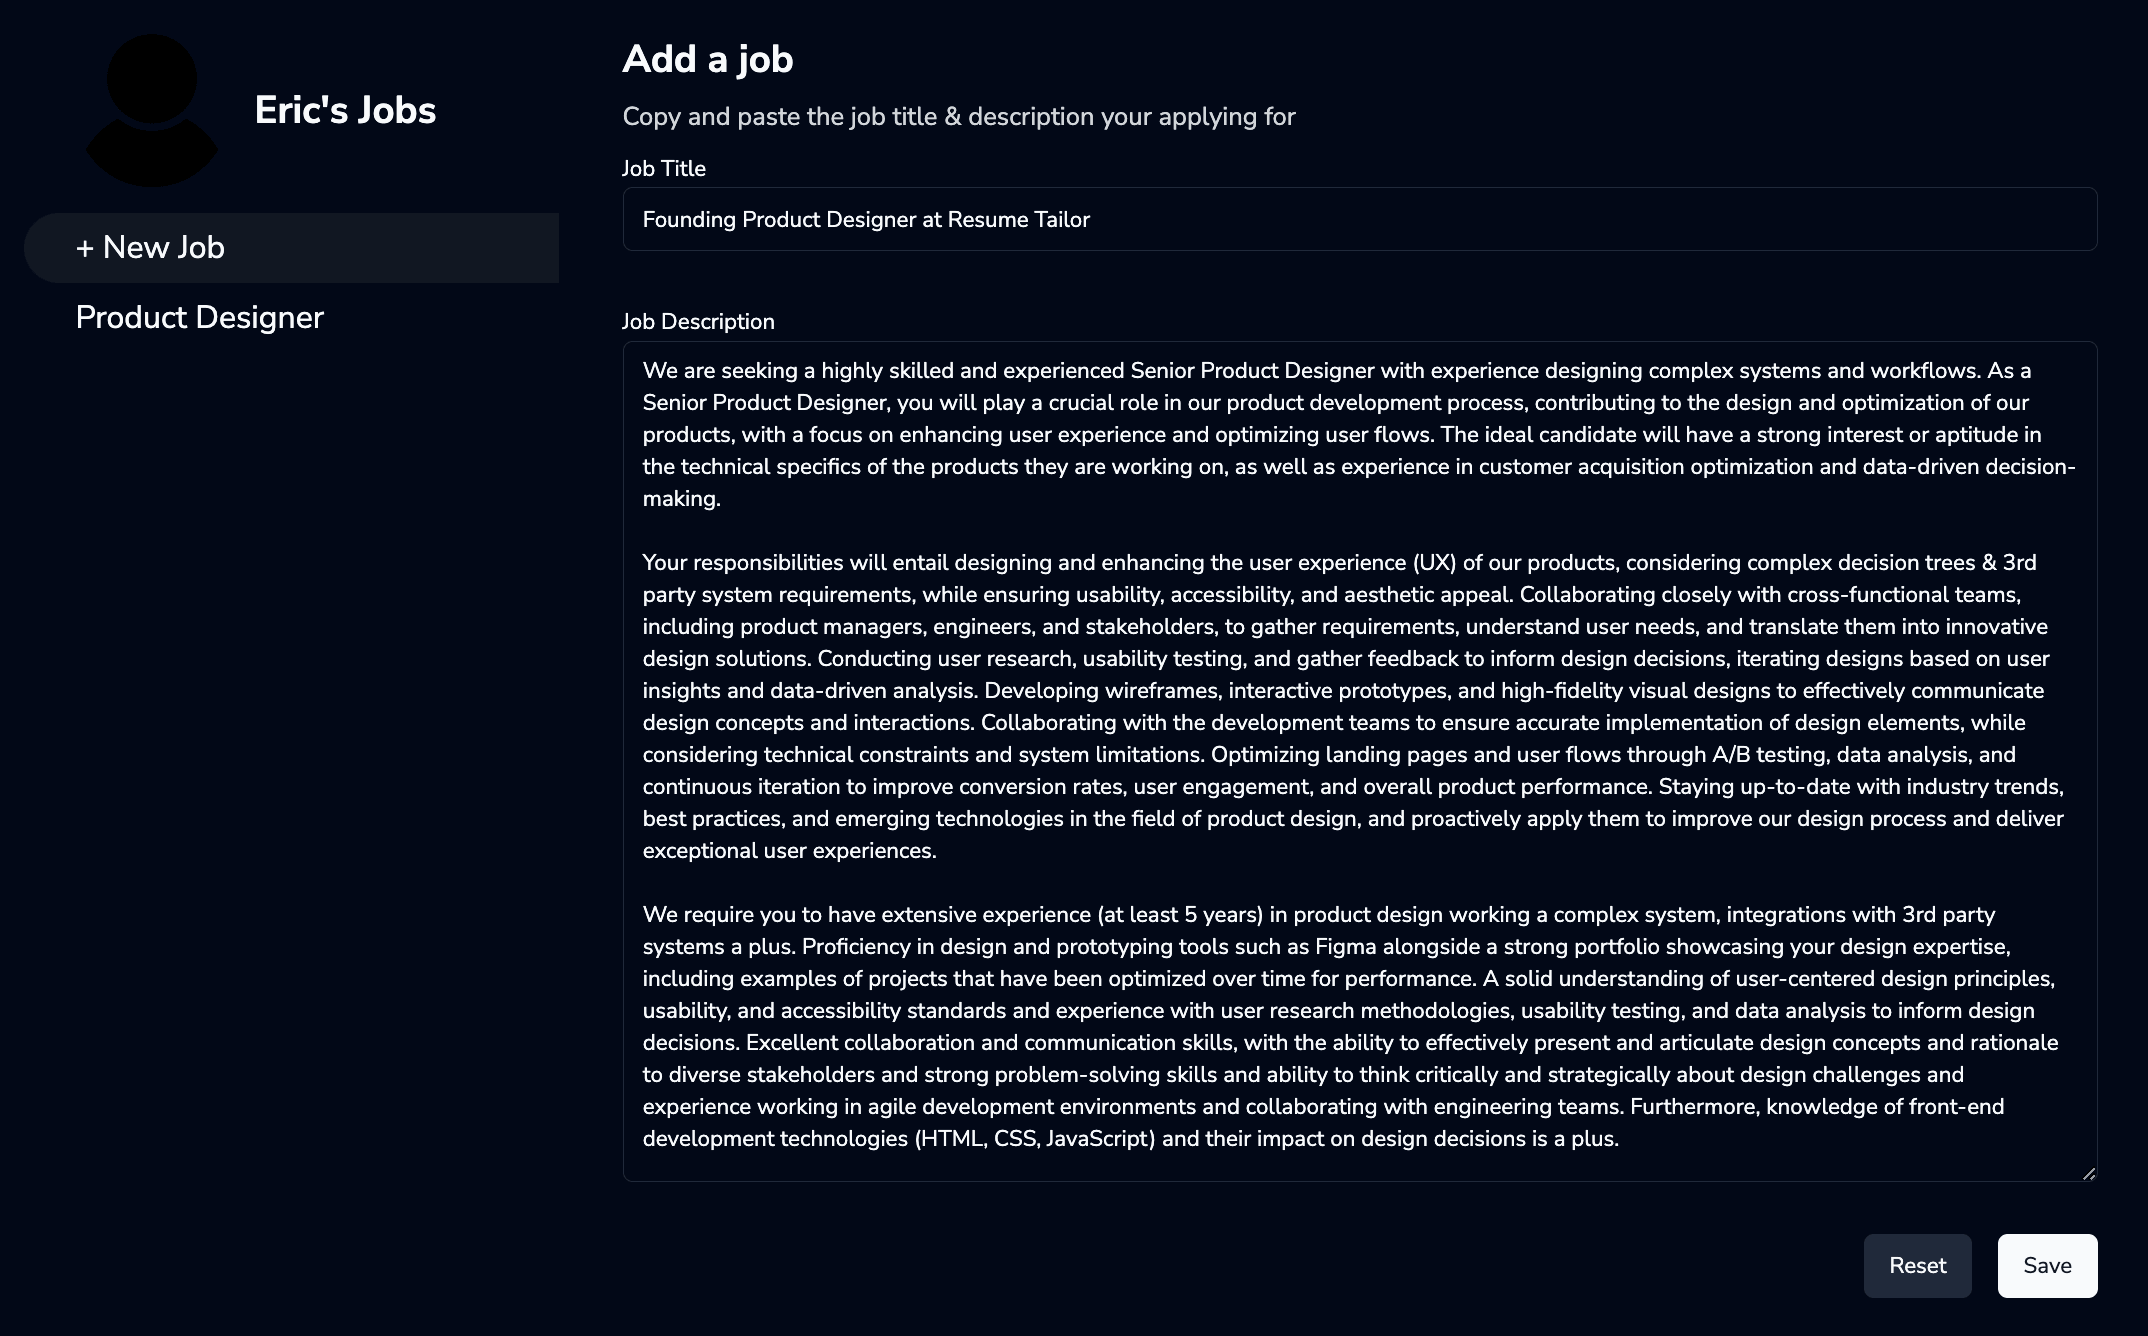 Eric's Jobs
+ New Job
Product Designer
Add a job
Copy and paste the job title & description your applying for
Job Title
Founding Product Designer at Resume Tailor
Job Description
We are seeking a highly skilled and experienced Senior Product Designer with experience designing complex systems and workflows. As a
Senior Product Designer, you will play a crucial role in our product development process, contributing to the design and optimization of our
products, with a focus on enhancing user experience and optimizing user flows. The ideal candidate will have a strong interest or aptitude in
the technical specifics of the products they are working on, as well as experience in customer acquisition optimization and data-driven decision-
making.
Your responsibilities will entail designing and enhancing the user experience (UX) of our products, considering complex decision trees & 3rd
party system requirements, while ensuring usability, accessibility, and aesthetic appeal. Collaborating closely with cross-functional teams,
including product managers, engineers, and stakeholders, to gather requirements, understand user needs, and translate them into innovative
design solutions. Conducting user research, usability testing, and gather feedback to inform design decisions, iterating designs based on user
insights and data-driven analysis. Developing wireframes, interactive prototypes, and high-fidelity visual designs to effectively communicate
design concepts and interactions. Collaborating with the development teams to ensure accurate implementation of design elements, while
considering technical constraints and system limitations. Optimizing landing pages and user flows through A/B testing, data analysis, and
continuous iteration to improve conversion rates, user engagement, and overall product performance. Staying up-to-date with industry trends,
best practices, and emerging technologies in the field of product design, and proactively apply them to improve our design process and deliver
exceptional user experiences.
We require you to have extensive experience (at least 5 years) in product design working a complex system, integrations with 3rd party
systems a plus. Proficiency in design and prototyping tools such as Figma alongside a strong portfolio showcasing your design expertise,
including examples of projects that have been optimized over time for performance. A solid understanding of user-centered design principles,
usability, and accessibility standards and experience with user research methodologies, usability testing, and data analysis to inform design
decisions. Excellent collaboration and communication skills, with the ability to effectively present and articulate design concepts and rationale
to diverse stakeholders and strong problem-solving skills and ability to think critically and strategically about design challenges and
experience working in agile development environments and collaborating with engineering teams. Furthermore, knowledge of front-end
development technologies (HTML, CSS, JavaScript) and their impact on design decisions is a plus.
Reset
Save